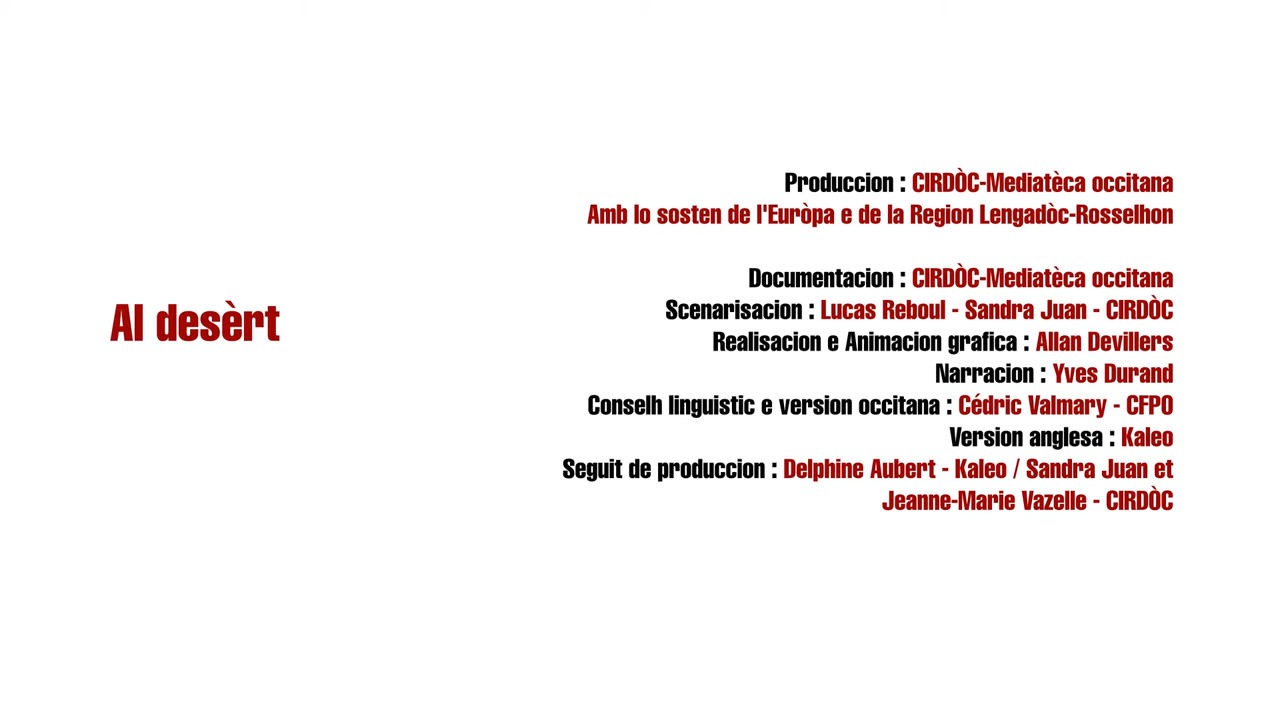 Al desèrt
Produccion : CIRDÒC-Mediatèca occitana
Amb lo sosten de l'Euròpa e de la Region Lengadòc-Rosselhon
Documentacion : CIRDÒC-Mediatèca occitana
Scenarisacion : Lucas Reboul - Sandra Juan - CIRDÒC
Realisacion e Animacion grafica : Allan Devillers
Narracion : Yves Durand
Conselh linguistic e version occitana : Cédric Valmary - CFPO
Version anglesa : Kaleo
Seguit de produccion : Delphine Aubert - Kaleo / Sandra Juan et
Jeanne-Marie Vazelle - CIRDÒC